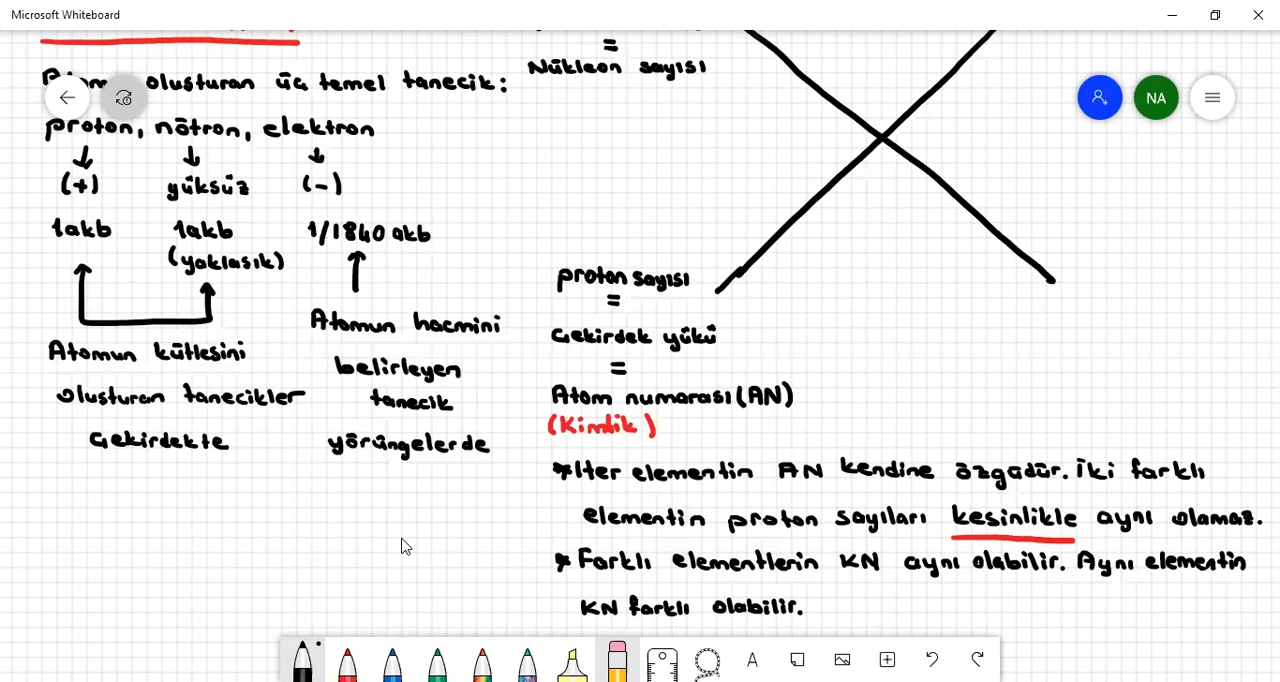 Microsoft Whiteboard
=
Nükleon sayısı
oluşturan üç temel tanecik:
NA
proton, nötron, elektron
(+) yüksüz (-)
1akb 1akb 1/1840 akb
(yaklaşık)
Atomun kütlesini
oluşturan tanecikler
Çekirdekte
Atomun hacmini
belirleyen
tanecik
yörüngelerde
proton sayısı
=
Çekirdek yükü
=
Atom numarası (AN)
(Kimlik)
*Her elementin AN kendine özgüdür. İki farklı
elementin proton sayıları kesinlikle aynı olamaz.
* Farklı elementlerin KN aynı olabilir. Aynı elementin
KN farklı olabilir.
A